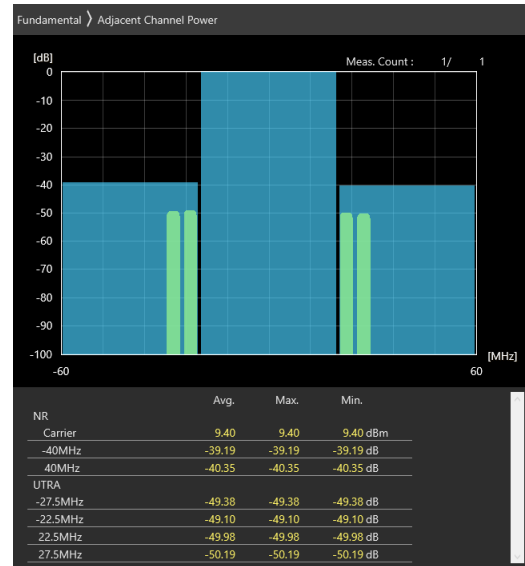 Fundamental 〉 Adjacent Channel Power
[dB]
Meas. Count : 1/ 1
0
-10
-20
-30
-40
-50
-60
-70
-80
-90
-100
[MHz]
-60 60
Avg. Max. Min.
NR
Carrier 9.40 9.40 9.40 dBm
-40MHz -39.19 -39.19 -39.19 dB
40MHz -40.35 -40.35 -40.35 dB
UTRA
-27.5MHz -49.38 -49.38 -49.38 dB
-22.5MHz -49.10 -49.10 -49.10 dB
22.5MHz -49.98 -49.98 -49.98 dB
27.5MHz -50.19 -50.19 -50.19 dB